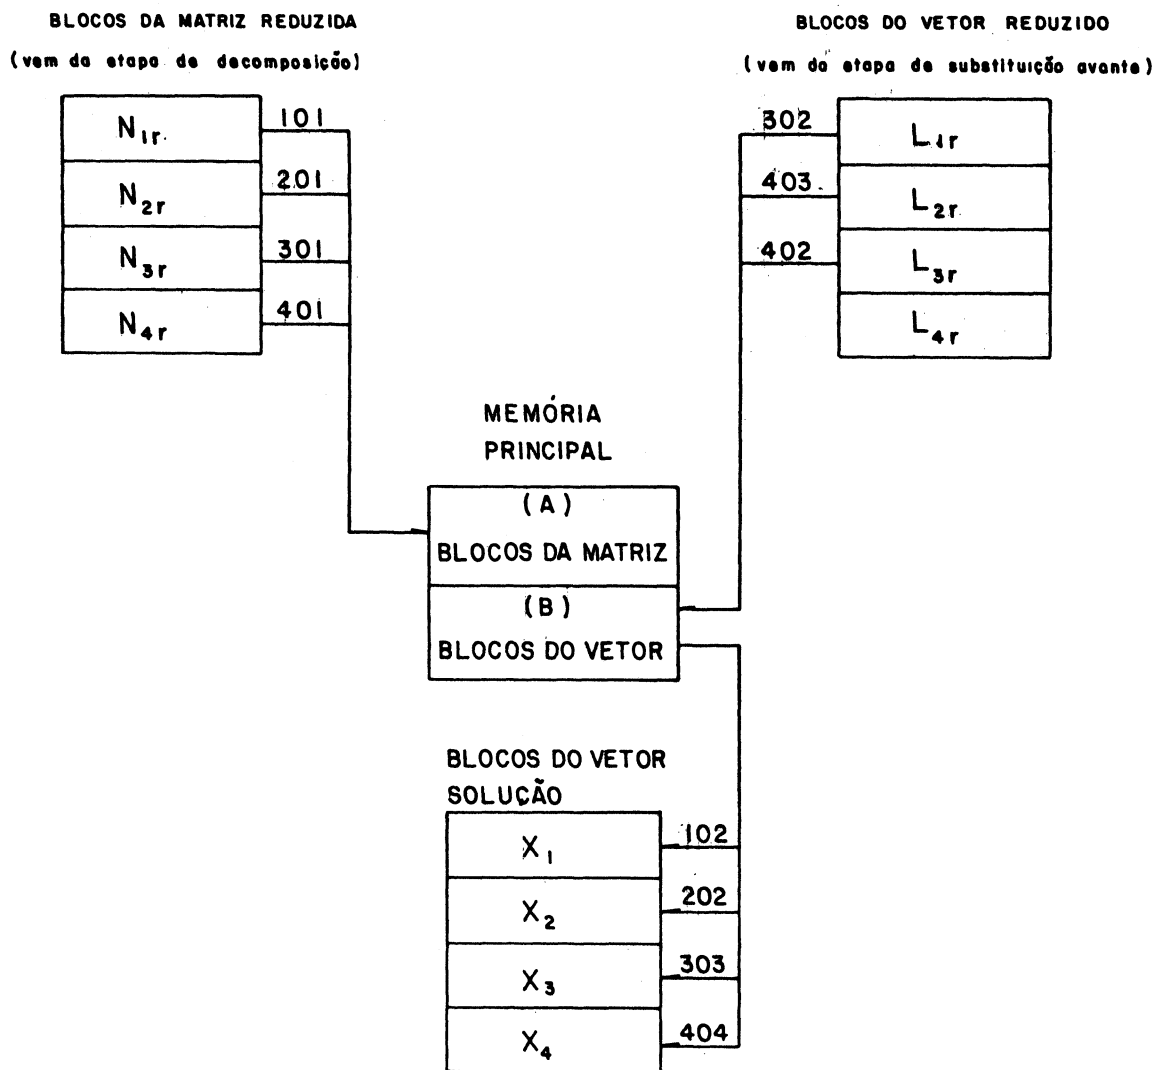 BLOCOS DA MATRIZ REDUZIDA
(vem da etapa de decomposição)
N1r
101
N2r
201
N3r
301
N4r
401
BLOCOS DO VETOR REDUZIDO
(vem da etapa de substituição avante)
302
L1r
403
L2r
402
L3r
L4r
MEMÓRIA
PRINCIPAL
(A)
BLOCOS DA MATRIZ
(B)
BLOCOS DO VETOR
BLOCOS DO VETOR
SOLUÇÃO
X1
102
X2
202
X3
303
X4
404